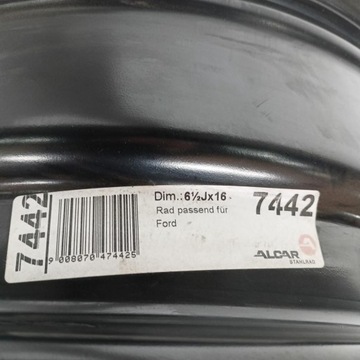 7442
9 008070 474425
Dim.:6½Jx16
Rad passend für
Ford
7442
ALCAR
STAHLRAD